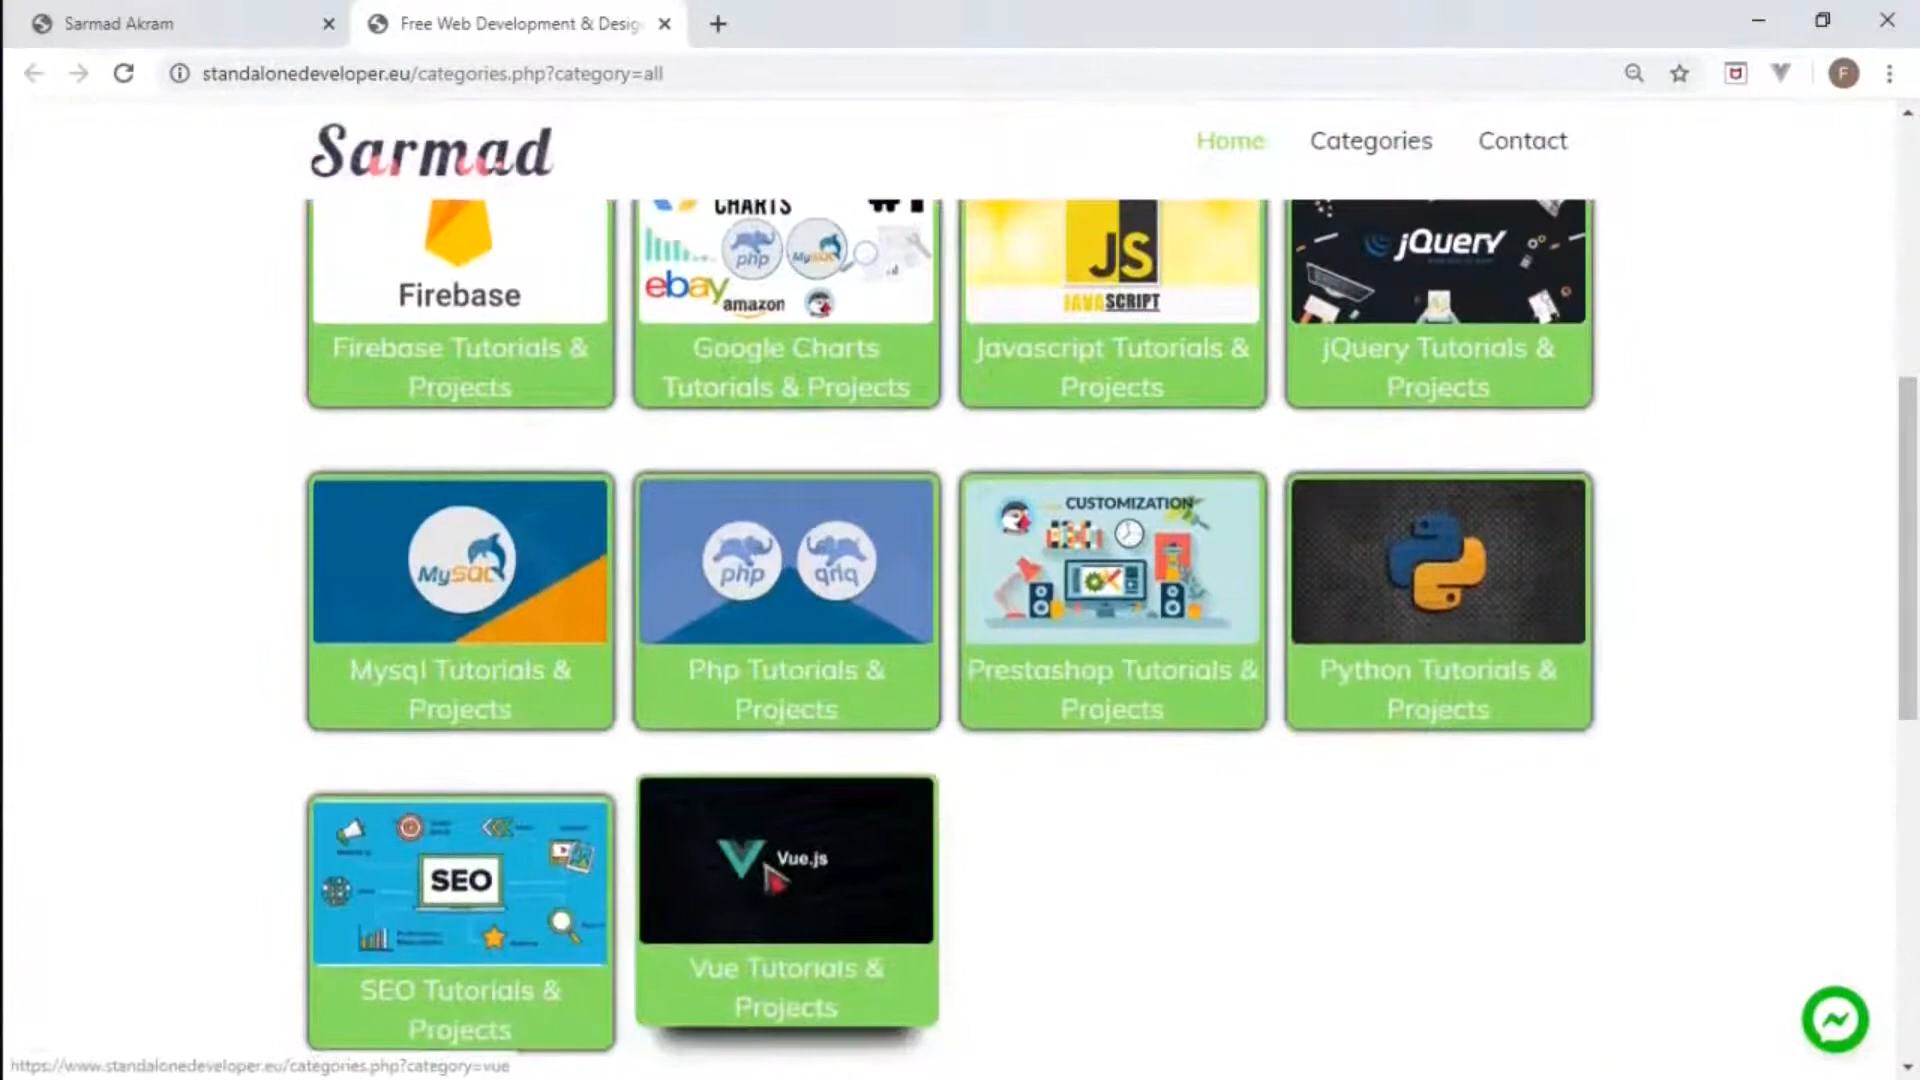 Sarmad Akram
Free Web Development & Desig
standalonedeveloper.eu/categories.php?category=all
F
Sarmad
Home
Categories
Contact
Firebase
CHARTS
php
MySQL
ebay
amazon
JS
JAVASCRIPT
jQuery
Firebase Tutorials &
Projects
Google Charts
Tutorials & Projects
Javascript Tutorials &
Projects
jQuery Tutorials &
Projects
MySQL
php
php
CUSTOMIZATION
Mysql Tutorials &
Projects
Php Tutorials &
Projects
Prestashop Tutorials &
Projects
Python Tutorials &
Projects
SEO
Vue.js
SEO Tutorials &
Projects
Vue Tutorials &
Projects
https://www.standalonedeveloper.eu/categories.php?category=vue